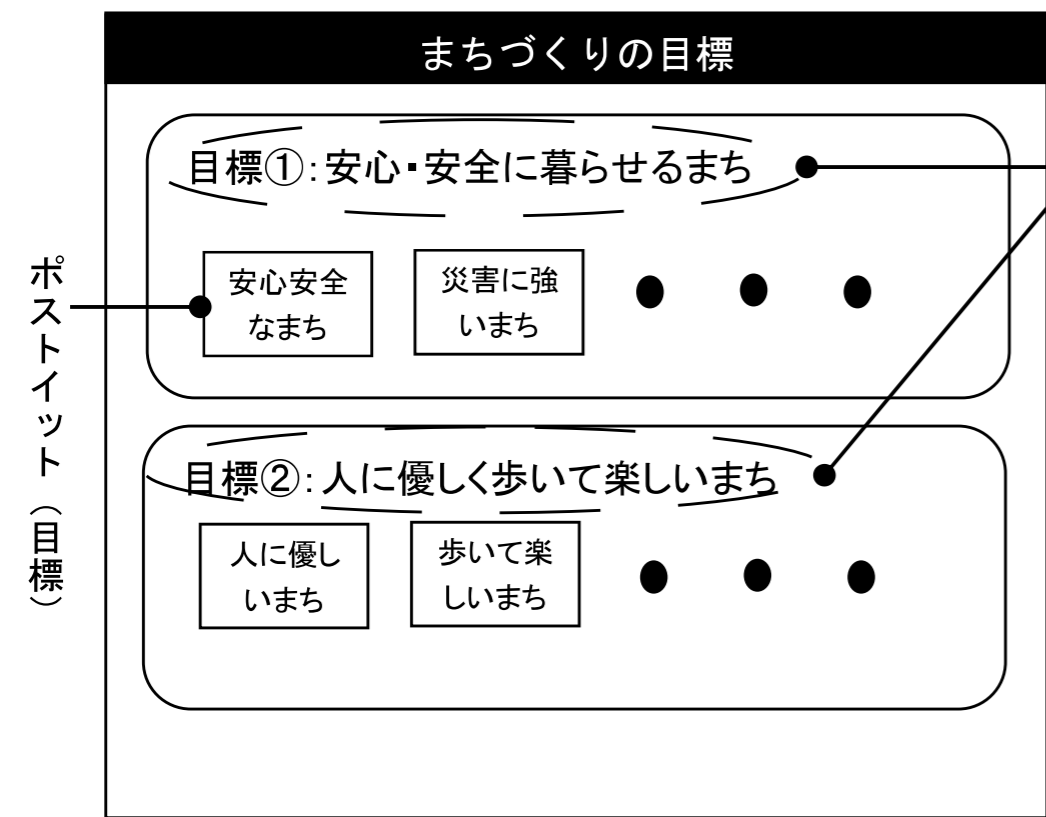 まちづくりの目標
目標①:安心・安全に暮らせるまち
安心安全
なまち
災害に強
いまち
ポストイット(目標)
目標②:人に優しく歩いて楽しいまち
人に優し
いまち
歩いて楽
しいまち